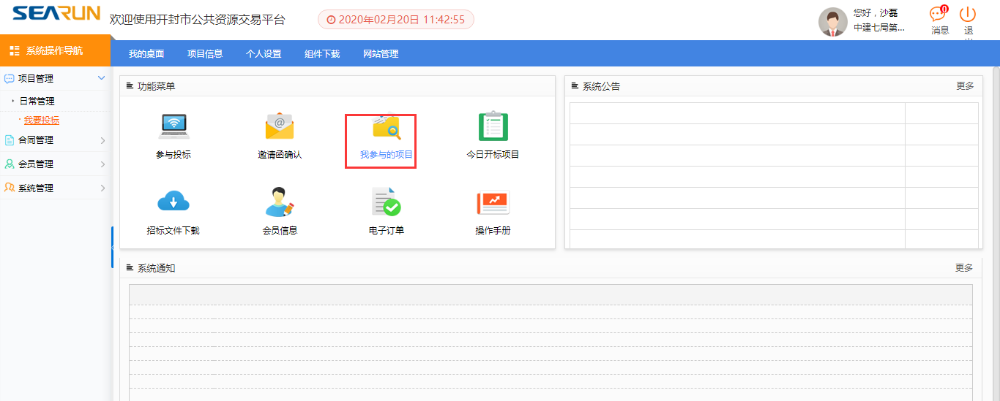 SEARUN 欢迎使用开封市公共资源交易平台
2020年02月20日 11:42:55
您好，沙磊
中建七局第...
0
消息
退
系统操作导航
我的桌面 项目信息 个人设置 组件下载 网站管理
项目管理
日常管理
我要投标
合同管理
会员管理
系统管理
功能菜单
参与投标 邀请函确认 我参与的项目 今日开标项目
@
招标文件下载 会员信息 电子订单 操作手册
系统公告 更多
系统通知 更多